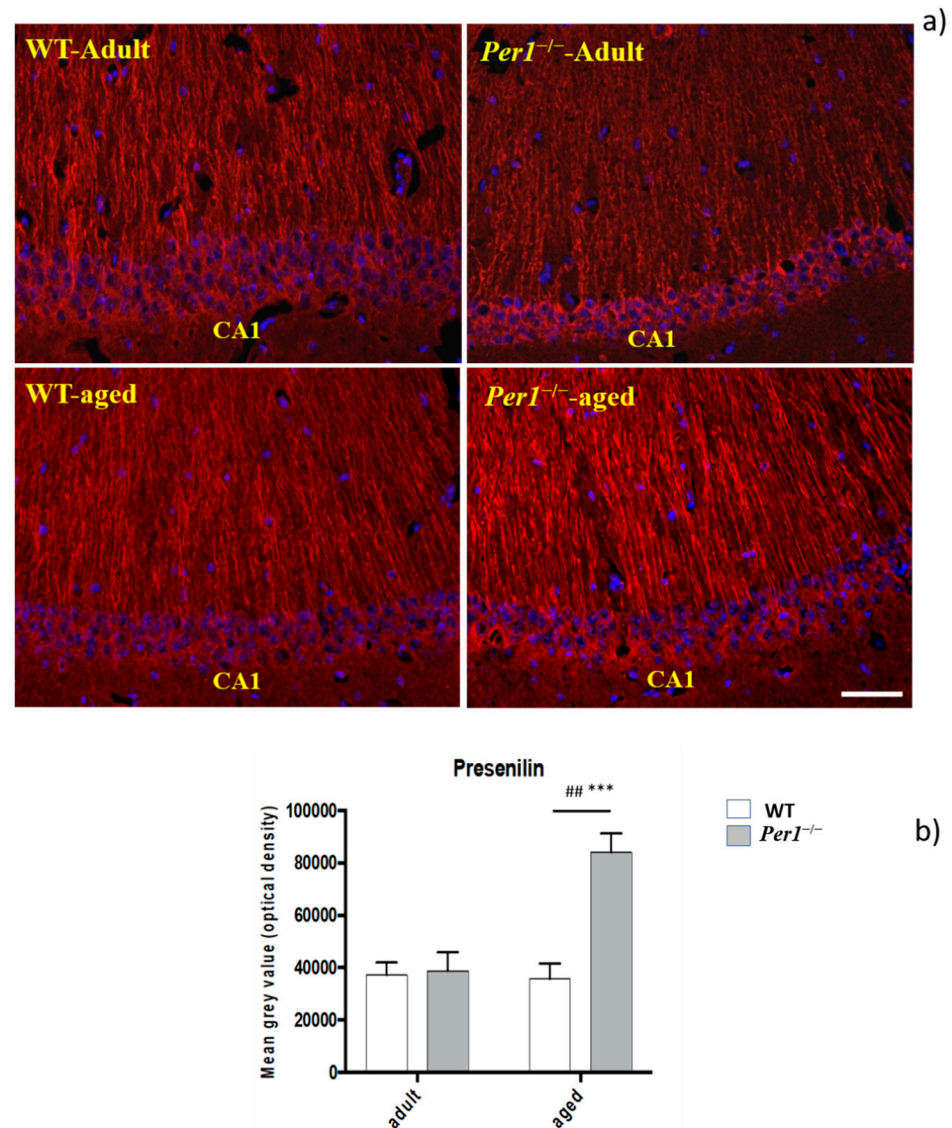 a)
WT-Adult
Per1−/−-Adult
CA1
CA1
WT-aged
Per1−/−-aged
CA1
CA1
Presenilin
## ***
Mean grey value (optical density)
100000
80000
60000
40000
20000
0
adult
aged
WT
Per1−/−
b)